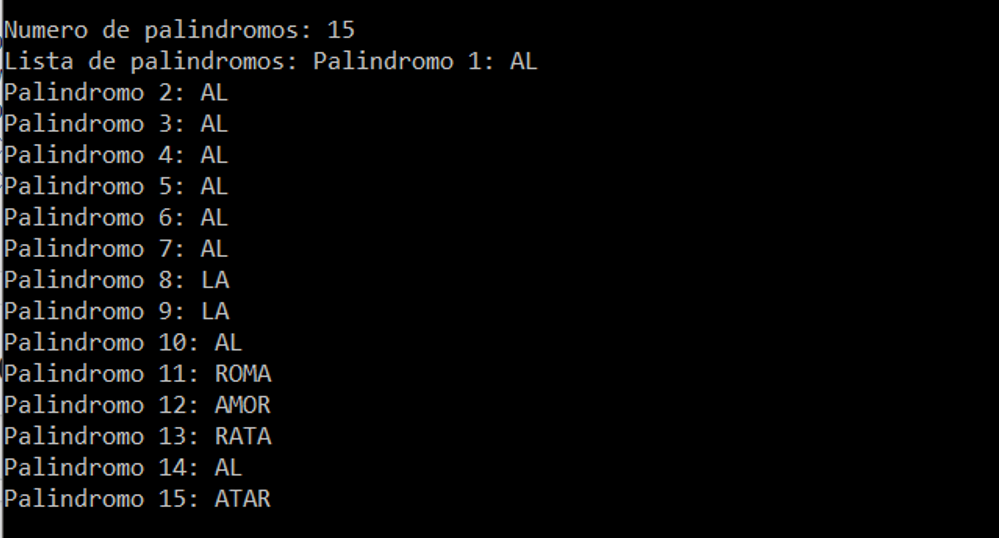 Numero de palindromos: 15
Lista de palindromos: Palindromo 1: AL
Palindromo 2: AL
Palindromo 3: AL
Palindromo 4: AL
Palindromo 5: AL
Palindromo 6: AL
Palindromo 7: AL
Palindromo 8: LA
Palindromo 9: LA
Palindromo 10: AL
Palindromo 11: ROMA
Palindromo 12: AMOR
Palindromo 13: RATA
Palindromo 14: AL
Palindromo 15: ATAR